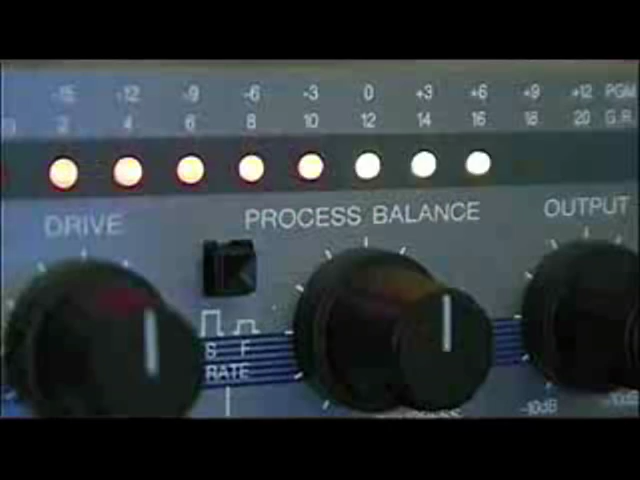 -15 -12 -9 -6 -3 0 +3 +6 +9 +12 PGM
2 4 6 8 10 12 14 16 18 20 G.R.
DRIVE PROCESS BALANCE OUTPUT
S F
RATE
-10dB -10dB